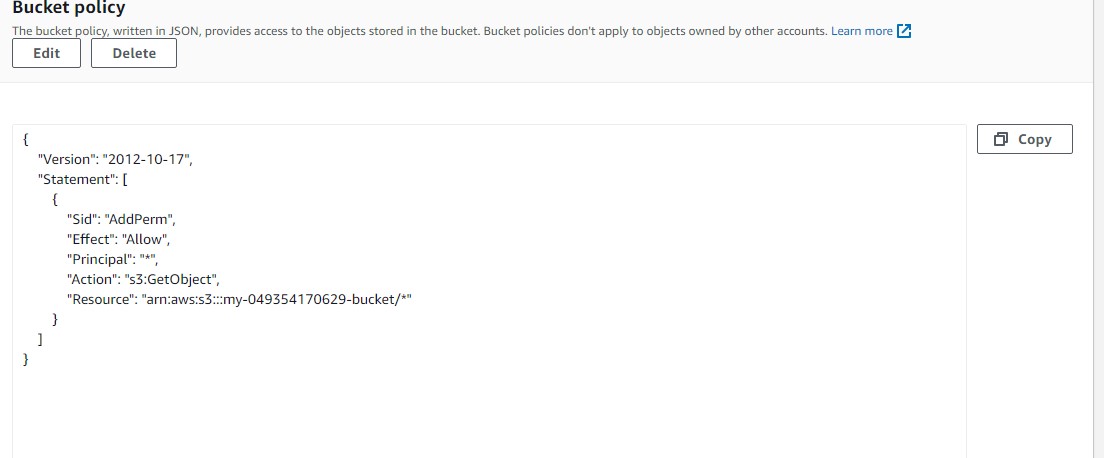 Bucket policy
The bucket policy, written in JSON, provides access to the objects stored in the bucket. Bucket policies don't apply to objects owned by other accounts. Learn more
Edit Delete
Copy
{
"Version": "2012-10-17",
"Statement": [
{
"Sid": "AddPerm",
"Effect": "Allow",
"Principal": "*",
"Action": "s3:GetObject",
"Resource": "arn:aws:s3:::my-049354170629-bucket/*"
}
]
}